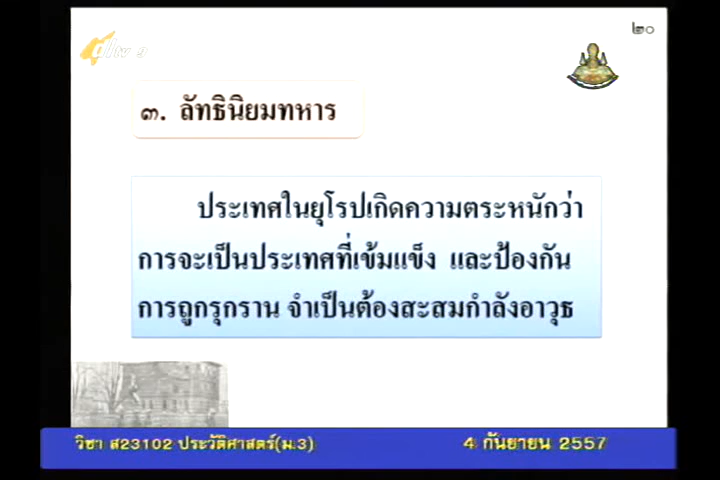 ๒๐
๓. ลัทธินิยมทหาร
ประเทศในยุโรปเกิดความตระหนักว่า
การจะเป็นประเทศที่เข้มแข็ง และป้องกัน
การถูกรุกราน จำเป็นต้องสะสมกำลังอาวุธ
วิชา ส23102 ประวัติศาสตร์(ม.3) 4 กันยายน 2557